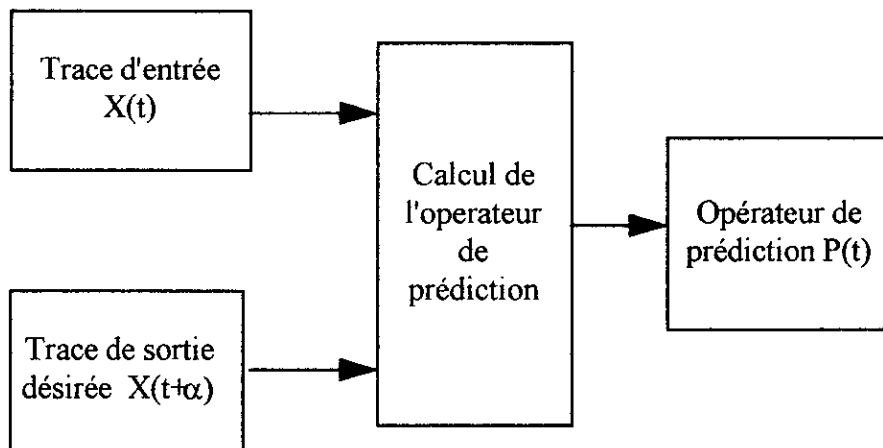 Trace d'entrée
X(t)
Trace de sortie
désirée X(t+α)
Calcul de
l'operateur
de
prédiction
Opérateur de
prédiction P(t)